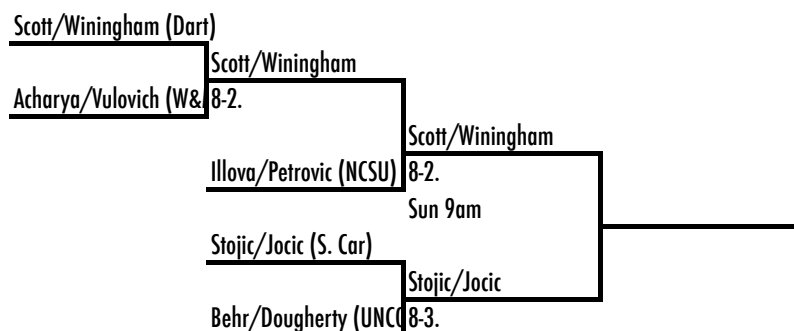 Scott/Winingham (Dart)
Scott/Winingham
Acharya/Vulovich (W&
8-2.
Scott/Winingham
Illova/Petrovic (NCSU)
8-2.
Sun 9am
Stojic/Jocic (S. Car)
Stojic/Jocic
Behr/Dougherty (UNCC
8-3.